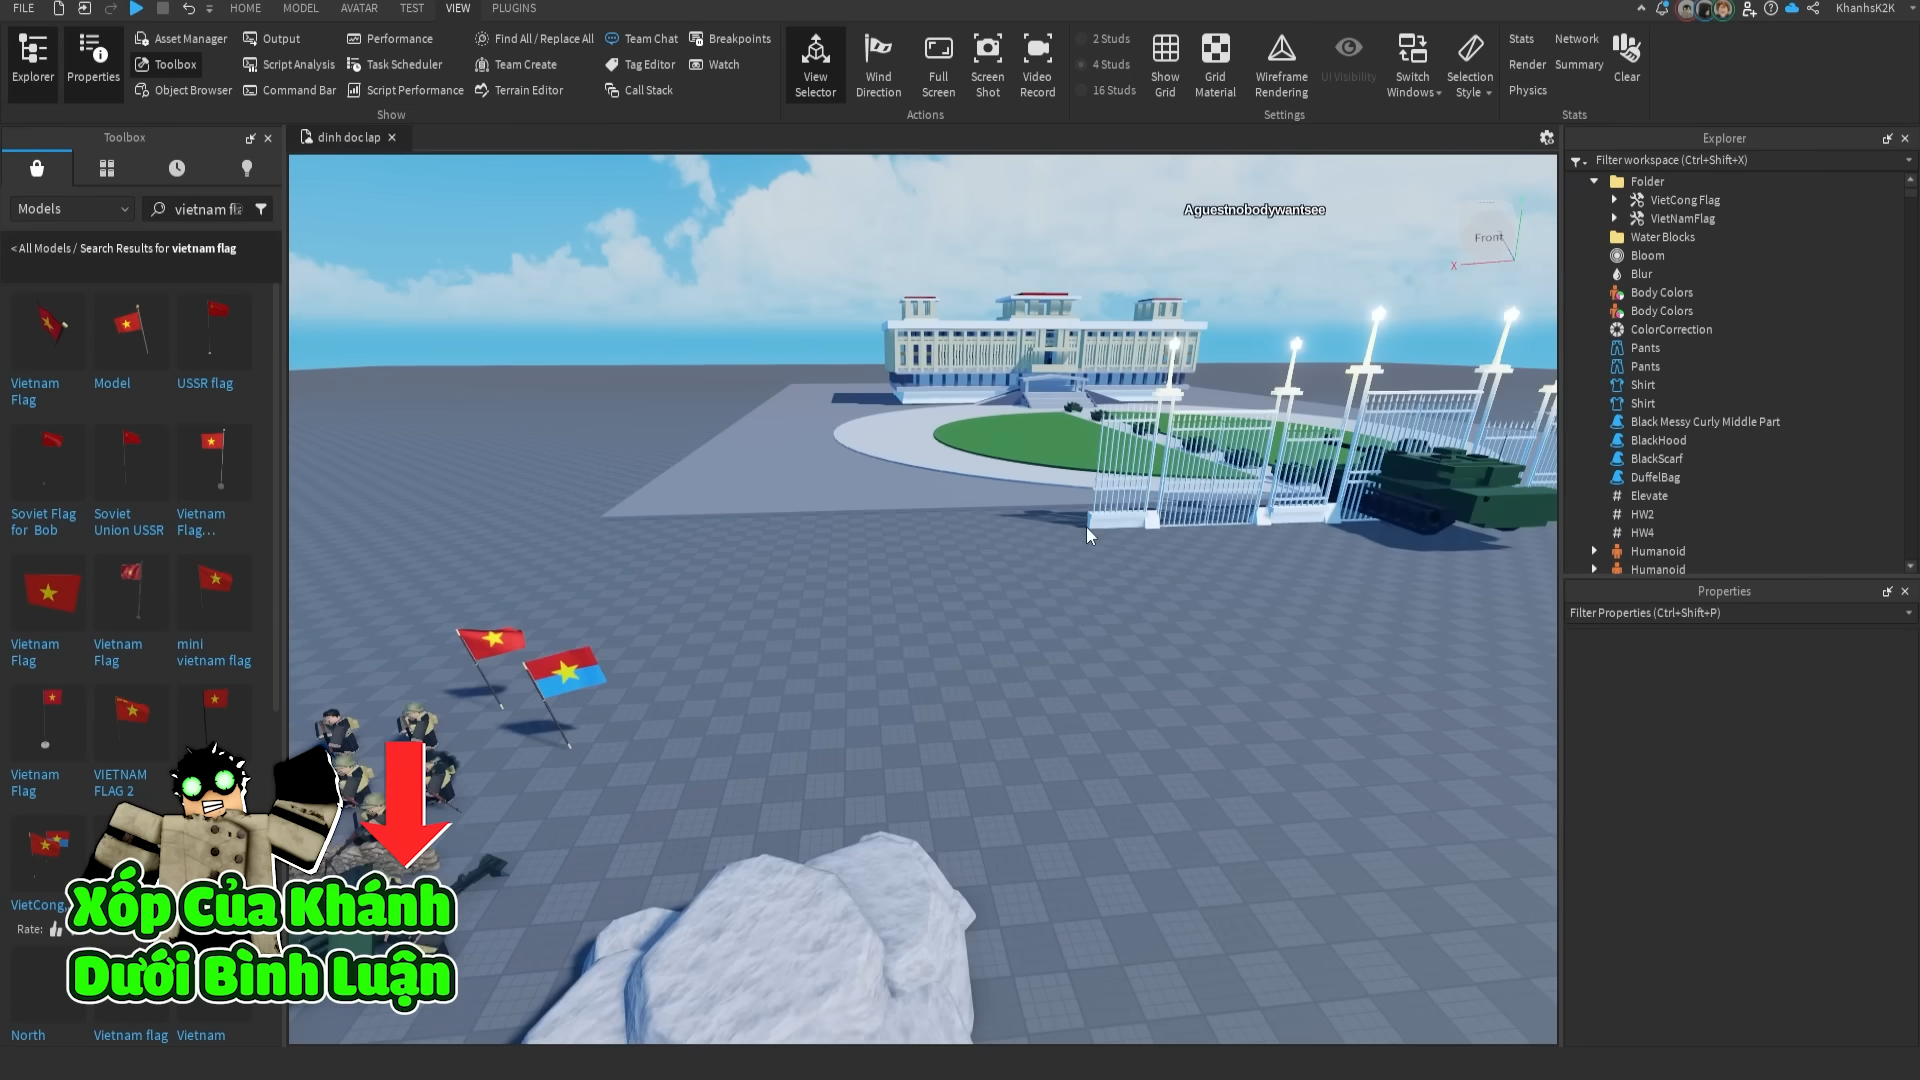 FILE HOME MODEL AVATAR TEST VIEW PLUGINS KhanhsK2K
Explorer
Properties
Asset Manager
Toolbox
Object Browser
Output
Script Analysis
Command Bar
Performance
Task Scheduler
Script Performance
Find All / Replace All
Team Create
Terrain Editor
Team Chat
Tag Editor
Call Stack
Breakpoints
Watch
Show
View
Selector
Wind
Direction
Full
Screen
Screen
Shot
Video
Record
Actions
2 Studs
4 Studs
16 Studs
Show
Grid
Grid
Material
Wireframe
Rendering
UI Visibility
Switch
Windows
Selection
Style
Settings
Stats
Render
Physics
Network
Summary
Clear
Stats
Toolbox
Models
vietnam fl
< All Models / Search Results for vietnam flag
Vietnam
Flag
Model
USSR flag
Soviet Flag
for Bob
Soviet
Union USSR
Vietnam
Flag...
Vietnam
Flag
Vietnam
Flag
mini
vietnam flag
Vietnam
Flag
VIETNAM
FLAG 2
VietCong,
Rate:
North
Vietnam flag
Vietnam
dinh doc lap
Aguestnobodywantsee
Front
X
Xốp Của Khánh
Dưới Bình Luận
Explorer
Filter workspace (Ctrl+Shift+X)
Folder
VietCong Flag
VietNamFlag
Water Blocks
Bloom
Blur
Body Colors
Body Colors
ColorCorrection
Pants
Pants
Shirt
Shirt
Black Messy Curly Middle Part
BlackHood
BlackScarf
DuffelBag
# Elevate
# HW2
# HW4
Humanoid
Humanoid
Properties
Filter Properties (Ctrl+Shift+P)